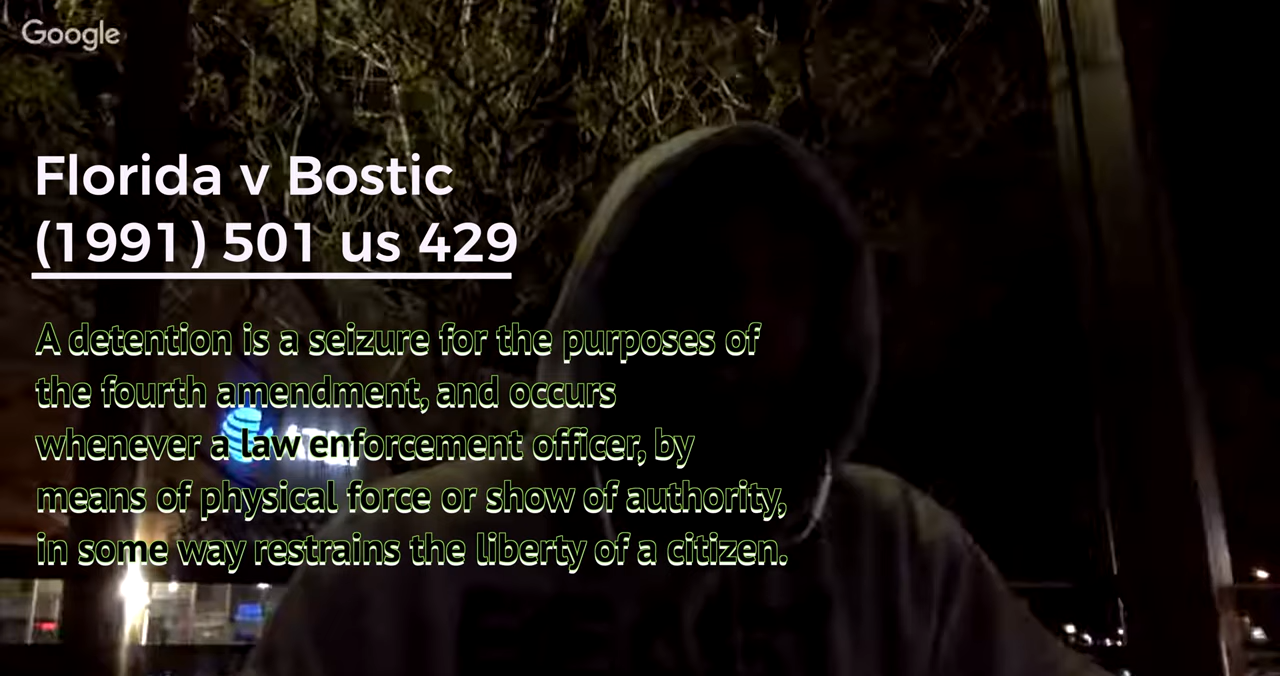 Google
Florida v Bostic
(1991) 501 us 429
A detention is a seizure for the purposes of
the fourth amendment, and occurs
whenever a law enforcement officer, by
means of physical force or show of authority,
in some way restrains the liberty of a citizen.